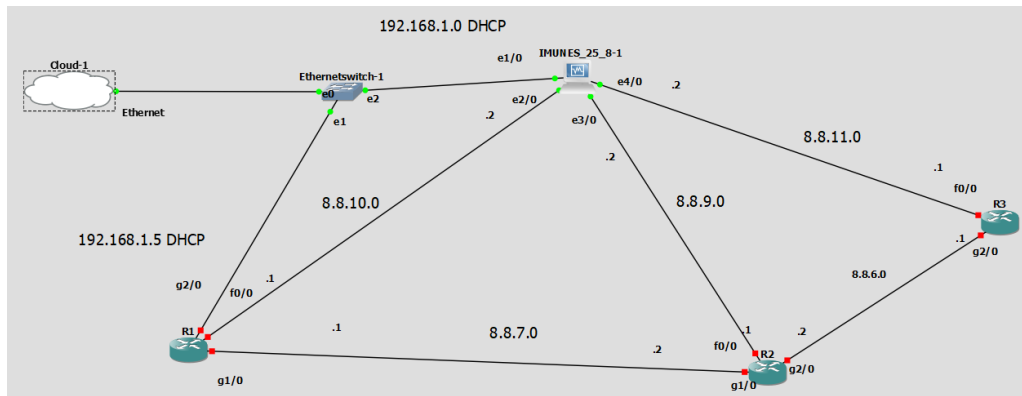 192.168.1.0 DHCP
IMUNES_25_8-1
Cloud-1
e1/0
Ethernetswitch-1
e4/0
.2
e0
e2
e2/0
Ethernet
e1
.2
e3/0
8.8.11.0
.2
.1
f0/0
8.8.10.0
8.8.9.0
R3
192.168.1.5 DHCP
.1
g2/0
8.8.6.0
g2/0
f0/0
.1
R1
.1
8.8.7.0
.1
.2
.2
f0/0
R2
g2/0
g1/0
g1/0